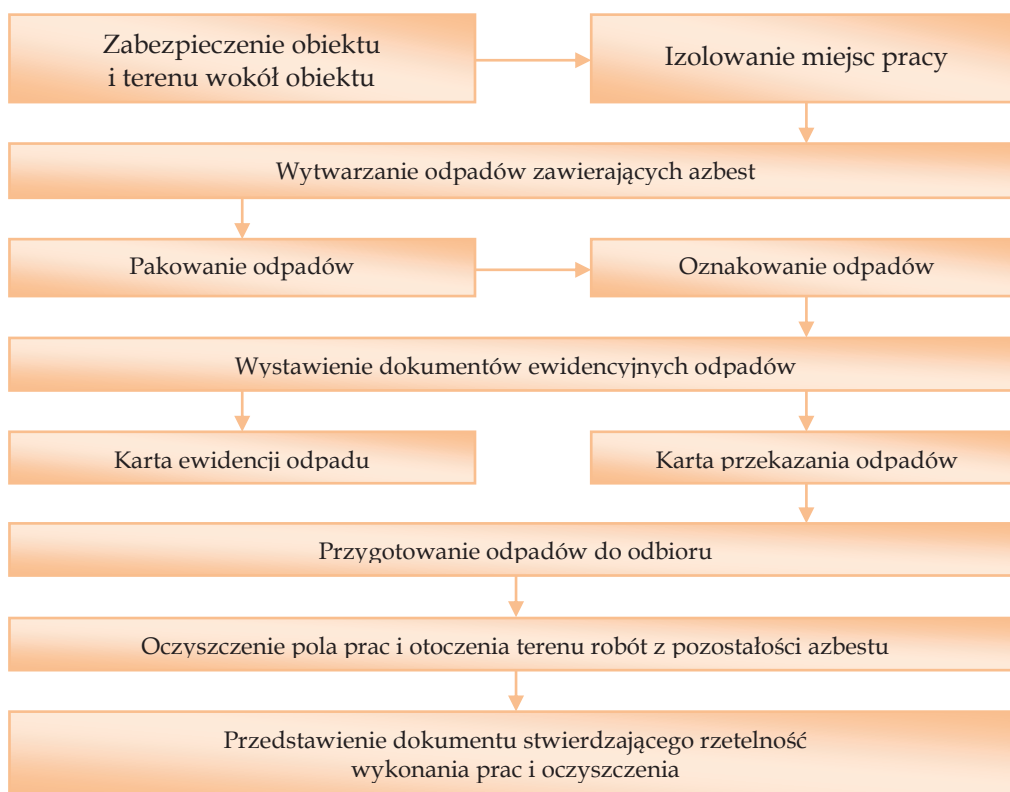 Zabezpieczenie obiektu
i terenu wokół obiektu
Izolowanie miejsc pracy
Wytwarzanie odpadów zawierających azbest
Pakowanie odpadów
Oznakowanie odpadów
Wystawienie dokumentów ewidencyjnych odpadów
Karta ewidencji odpadu
Karta przekazania odpadów
Przygotowanie odpadów do odbioru
Oczyszczenie pola prac i otoczenia terenu robót z pozostałości azbestu
Przedstawienie dokumentu stwierdzającego rzetelność
wykonania prac i oczyszczenia